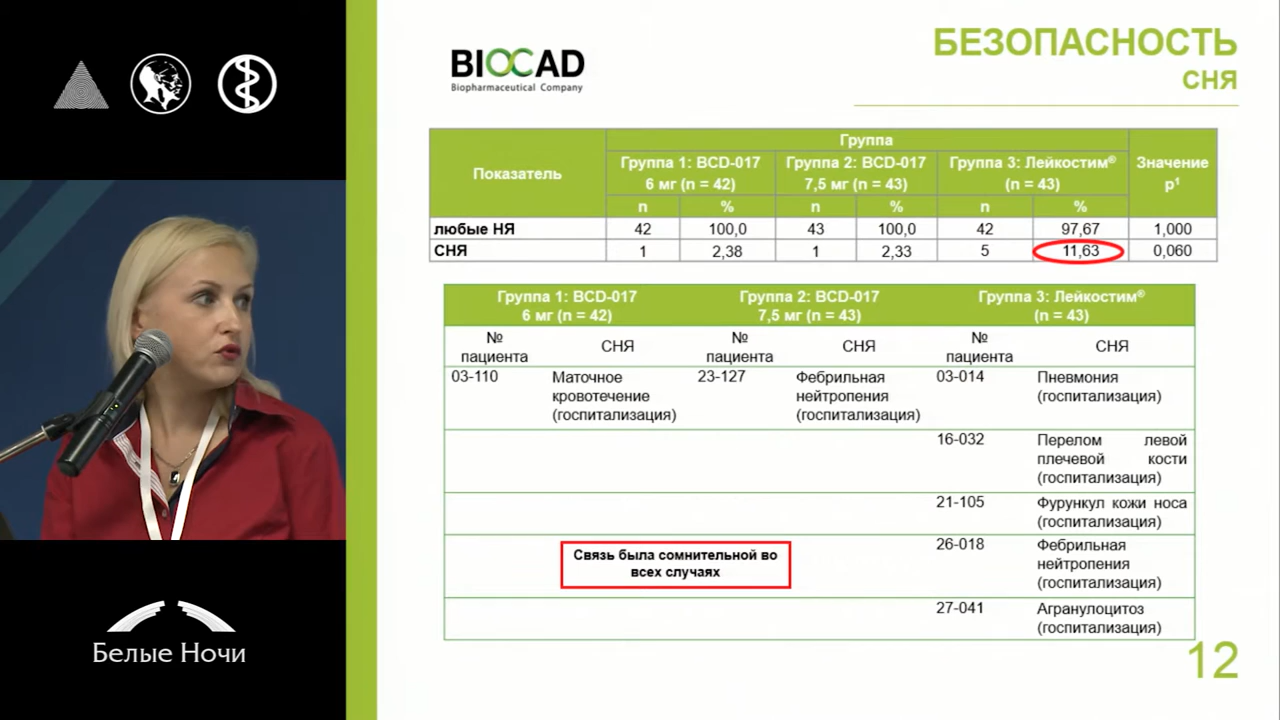 BIOCAD
Biopharmaceutical Company
БЕЗОПАСНОСТЬ
СНЯ
Показатель
Группа
Группа 1: BCD-017
6 мг (n = 42)
Группа 2: BCD-017
7,5 мг (n = 43)
Группа 3: Лейкостим®
(n = 43)
Значение
p¹
n % n % n %
любые НЯ 42 100,0 43 100,0 42 97,67 1,000
СНЯ 1 2,38 1 2,33 5 11,63 0,060
Группа 1: BCD-017
6 мг (n = 42)
Группа 2: BCD-017
7,5 мг (n = 43)
Группа 3: Лейкостим®
(n = 43)
№
пациента
СНЯ
№
пациента
СНЯ
№
пациента
СНЯ
03-110
Маточное
кровотечение
(госпитализация)
23-127
Фебрильная
нейтропения
(госпитализация)
03-014
Пневмония
(госпитализация)
16-032
Перелом левой
плечевой кости
(госпитализация)
21-105
Фурункул кожи носа
(госпитализация)
Связь была сомнительной во
всех случаях
26-018
Фебрильная
нейтропения
(госпитализация)
27-041
Агранулоцитоз
(госпитализация)
12
Белые Ночи